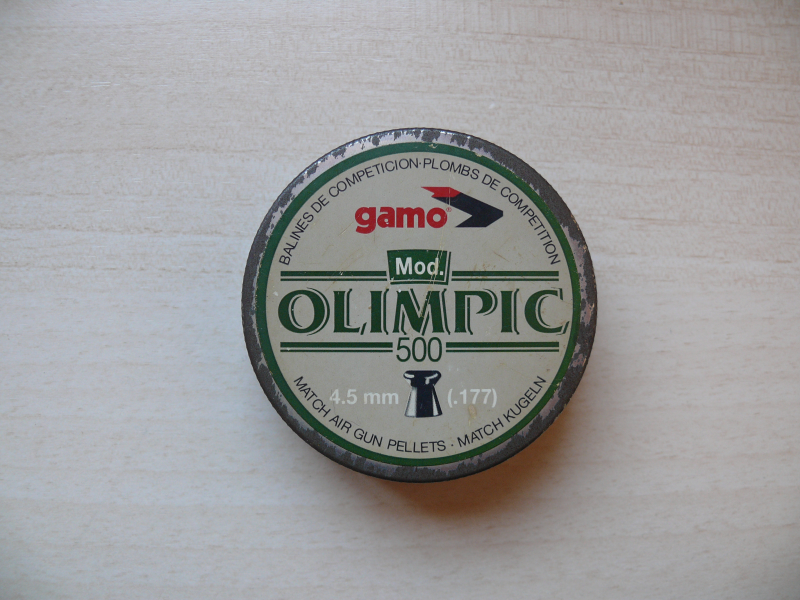 BALINES DE COMPETICION·PLOMBS DE COMPETITION
gamo
Mod.
OLIMPIC
500
4.5 mm (.177)
MATCH AIR GUN PELLETS · MATCH KUGELN